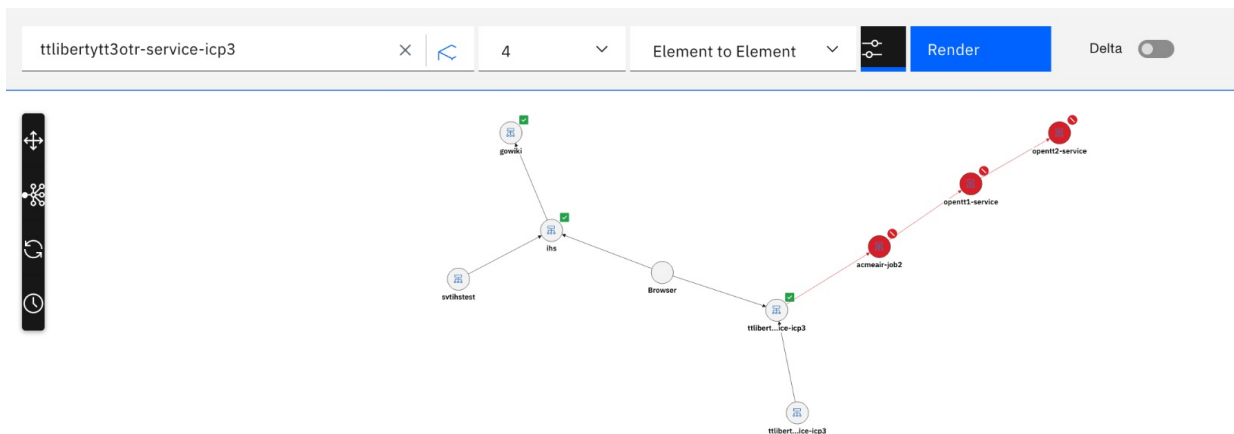 ttlibertytt3otr-service-icp3
4
Element to Element
Render
Delta
gowiki
opentt2-service
opentt1-service
ihs
acmeair-job2
svtihstest
Browser
ttlibert...ice-icp3
ttlibert...ice-icp3